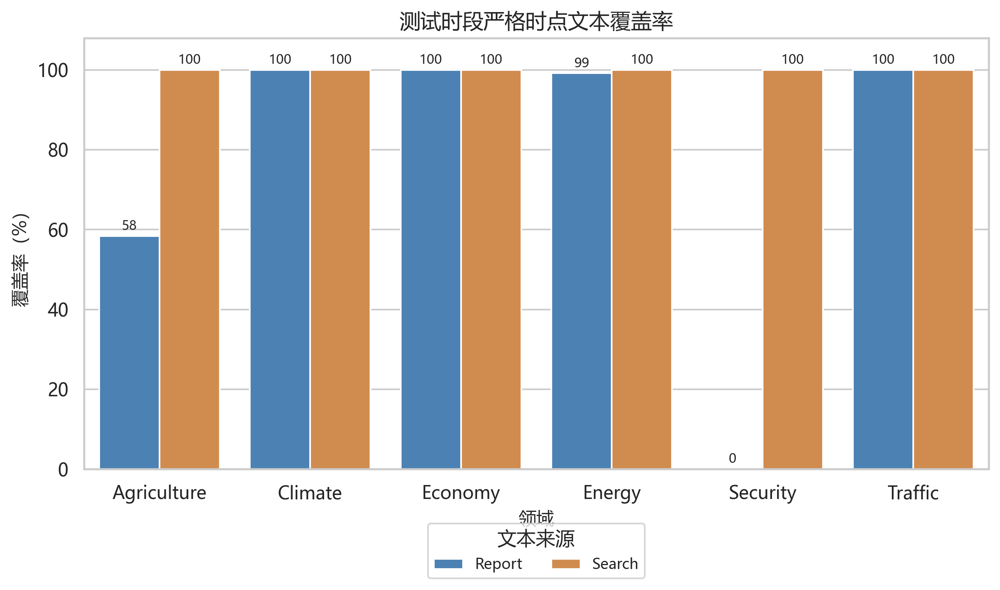 测试时段严格时点文本覆盖率
覆盖率 (%)
100
80
60
40
20
0
58
100
100
100
100
100
99
100
0
100
100
100
Agriculture
Climate
Economy
Energy
Security
Traffic
领域
文本来源
Report
Search